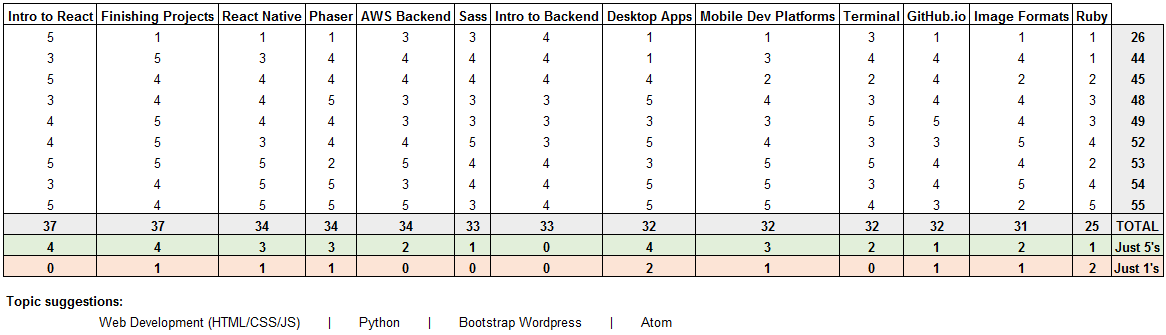 Intro to React Finishing Projects React Native Phaser AWS Backend Sass Intro to Backend Desktop Apps Mobile Dev Platforms Terminal GitHub.io Image Formats Ruby
5 1 1 1 3 3 4 1 1 3 1 1 1 26
3 5 3 4 4 4 4 1 3 4 4 4 1 44
5 4 4 4 4 4 4 4 2 2 4 2 2 45
3 4 4 5 3 3 3 5 4 3 4 4 3 48
4 5 4 4 3 3 3 3 3 5 5 4 3 49
4 5 3 4 4 5 3 5 4 3 3 5 4 52
5 5 5 2 5 4 4 3 5 5 4 4 2 53
3 4 5 5 3 4 4 5 5 3 4 5 4 54
5 4 5 5 5 3 4 5 5 4 3 2 5 55
37 37 34 34 34 33 33 32 32 32 32 31 25 TOTAL
4 4 3 3 2 1 0 4 3 2 1 2 1 Just 5's
0 1 1 1 0 0 0 2 1 0 1 1 2 Just 1's
Topic suggestions:
Web Development (HTML/CSS/JS) | Python | Bootstrap Wordpress | Atom